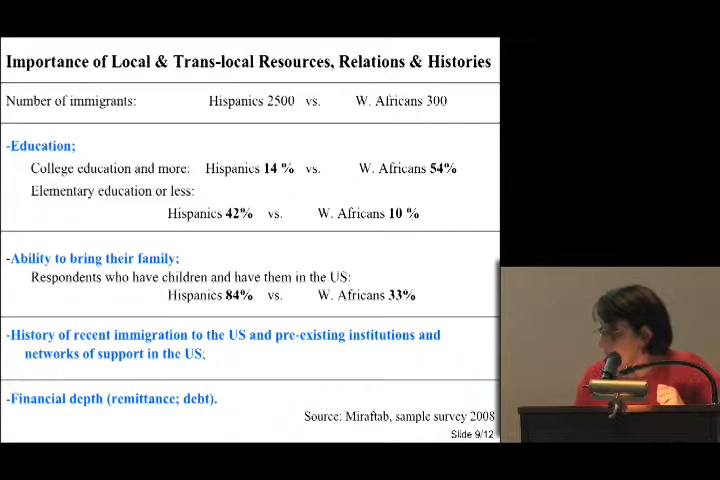 Importance of Local & Trans-local Resources, Relations & Histories
Number of immigrants: Hispanics 2500 vs. W. Africans 300
-Education;
College education and more: Hispanics 14 % vs. W. Africans 54%
Elementary education or less:
Hispanics 42% vs. W. Africans 10 %
-Ability to bring their family;
Respondents who have children and have them in the US:
Hispanics 84% vs. W. Africans 33%
-History of recent immigration to the US and pre-existing institutions and
networks of support in the US;
-Financial depth (remittance; debt).
Source: Miraftab, sample survey 2008
Slide 9/12